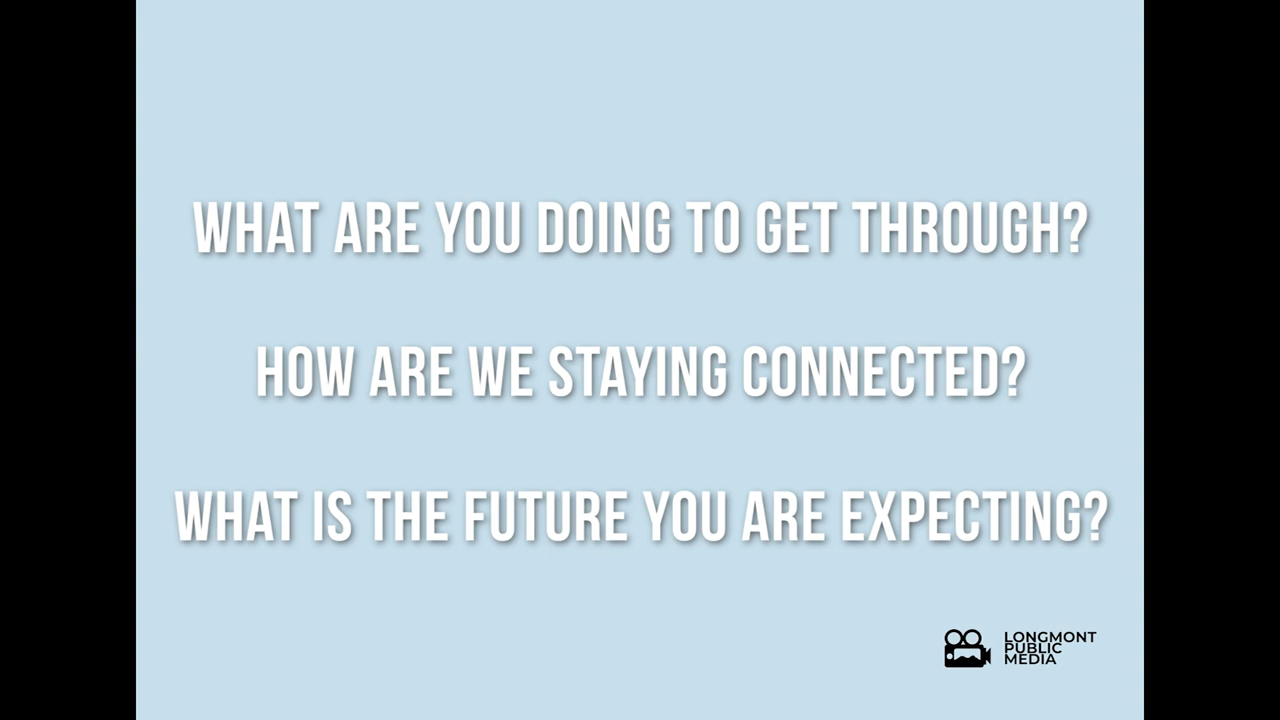 WHAT ARE YOU DOING TO GET THROUGH?
HOW ARE WE STAYING CONNECTED?
WHAT IS THE FUTURE YOU ARE EXPECTING?
LONGMONT
PUBLIC
MEDIA